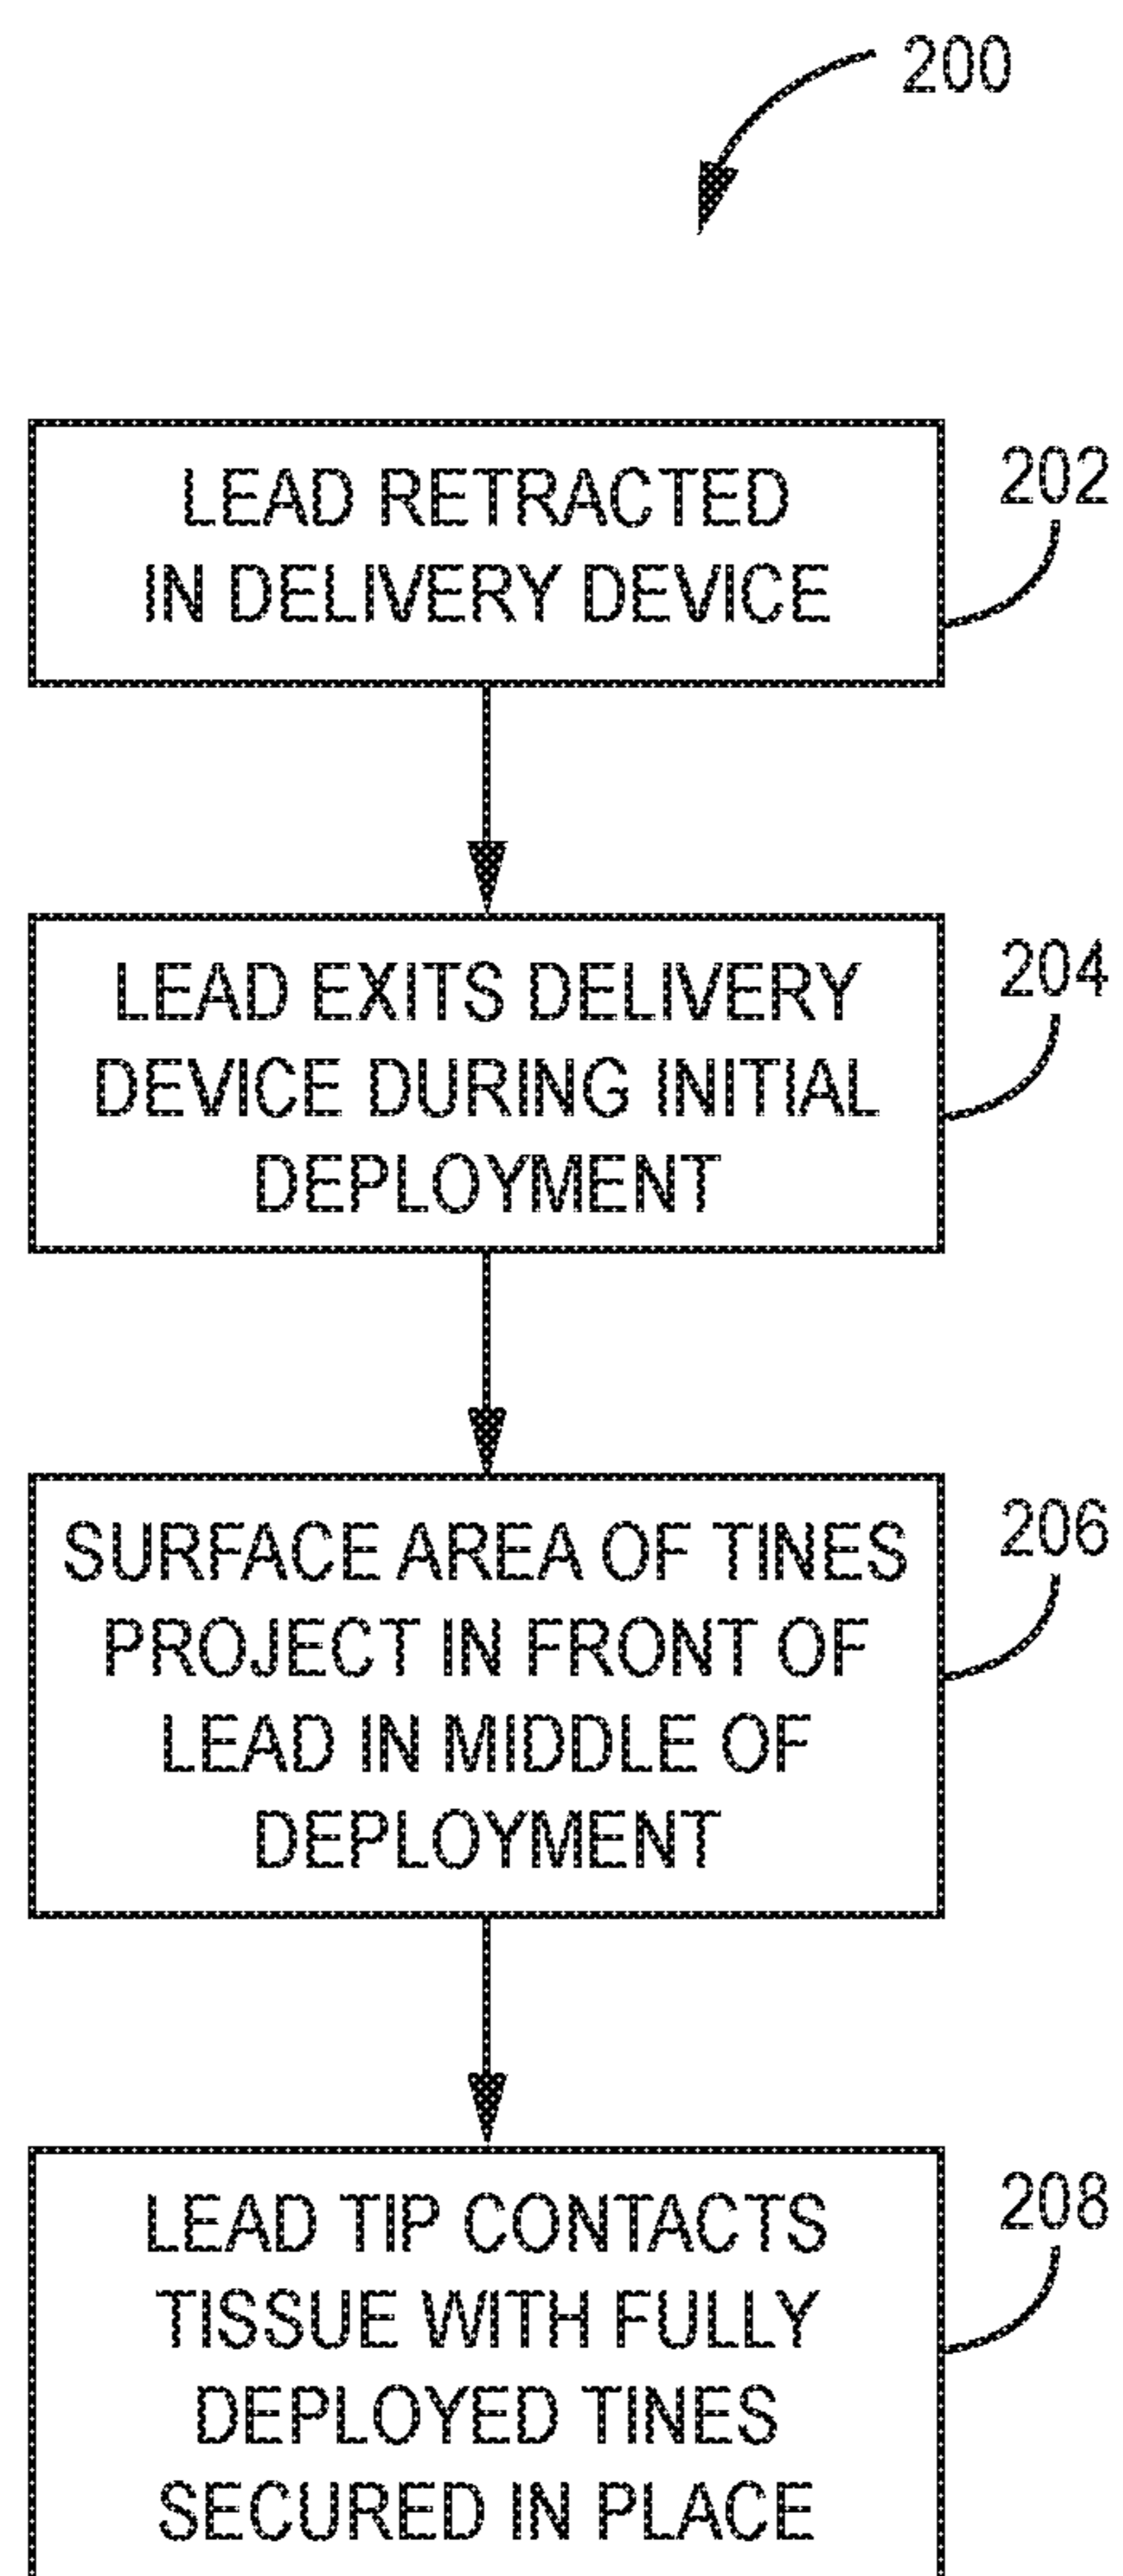 200
LEAD RETRACTED
IN DELIVERY DEVICE
202
LEAD EXITS DELIVERY
DEVICE DURING INITIAL
DEPLOYMENT
204
SURFACE AREA OF TINES
PROJECT IN FRONT OF
LEAD IN MIDDLE OF
DEPLOYMENT
206
LEAD TIP CONTACTS
TISSUE WITH FULLY
DEPLOYED TINES
SECURED IN PLACE
208